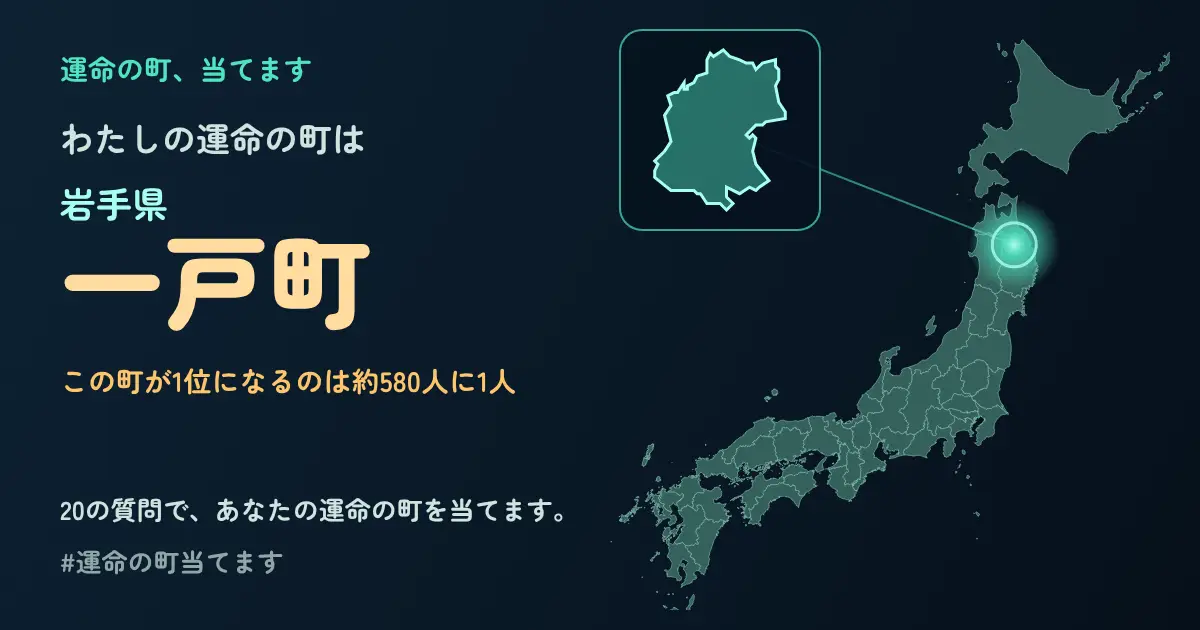 運命の町、当てます
わたしの運命の町は
岩手県
一戸町
この町が1位になるのは約580人に1人
20の質問で、あなたの運命の町を当てます。
#運命の町当てます